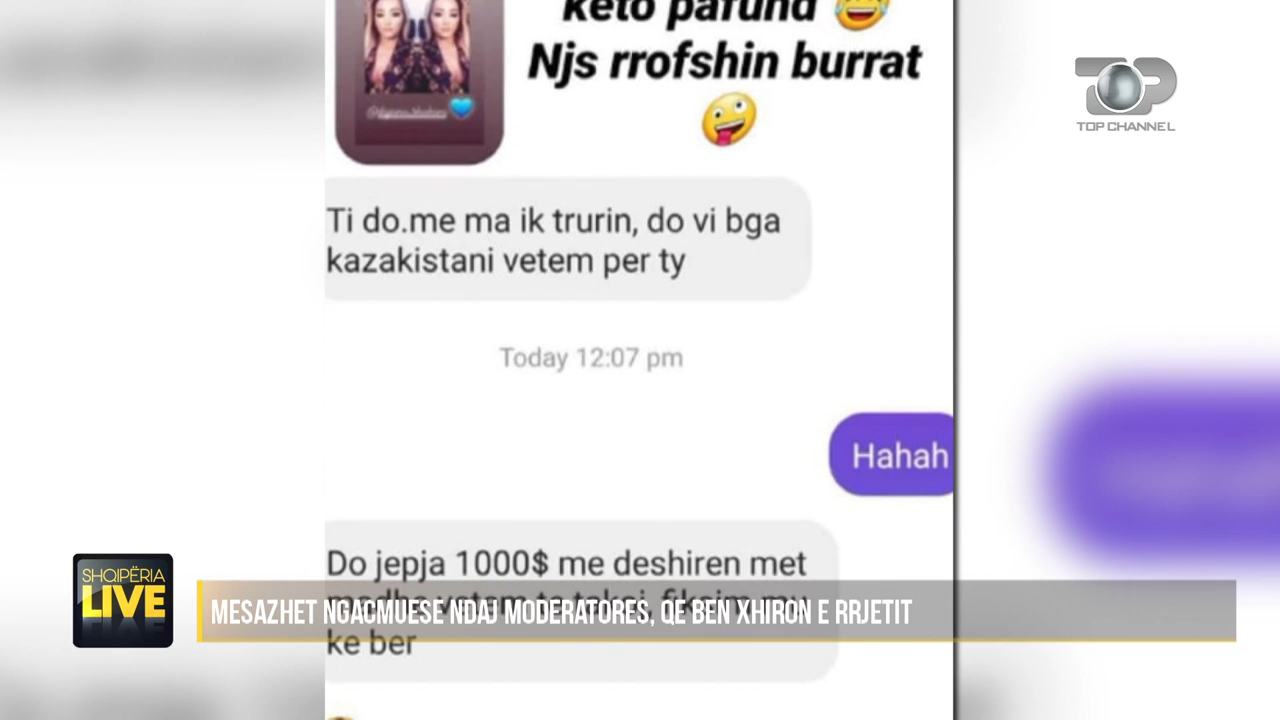 keto pafund 😂
Njs rrofshin burrat
🤪
TOP CHANNEL
Ti do.me ma ik trurin, do vi bga
kazakistani vetem per ty
Today 12:07 pm
Hahah
Do jepja 1000$ me deshiren met
ke ber
SHQIPËRIA
LIVE
MESAZHET NGACMUESE NDAJ MODERATORES, QE BEN XHIRON E RRJETIT